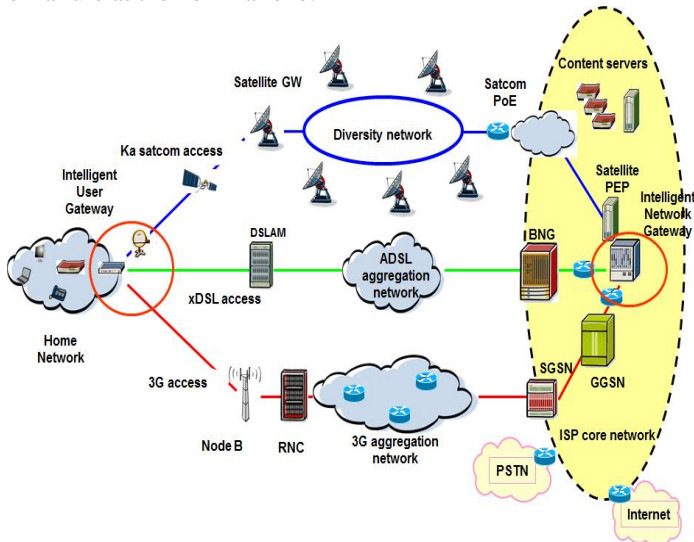 Satellite GW
Satcom
PoE
Content servers
Diversity network
Ka satcom access
Intelligent
User
Gateway
Satellite
PEP
Intelligent
Network
Gateway
DSLAM
BNG
ADSL
aggregation
network
xDSL access
Home
Network
3G access
SGSN
GGSN
Node B
RNC
3G aggregation
network
ISP core network
PSTN
Internet